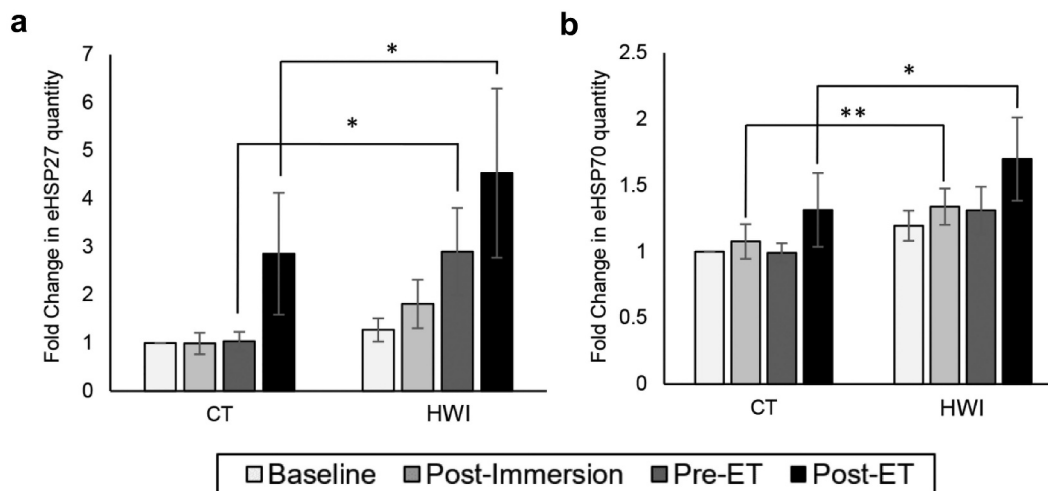 a
Fold Change in eHSP27 quantity
7
6
5
4
3
2
1
0
*
*
CT
HWI
b
Fold Change in eHSP70 quantity
2.5
2
1.5
1
0.5
0
*
**
CT
HWI
Baseline Post-Immersion Pre-ET Post-ET